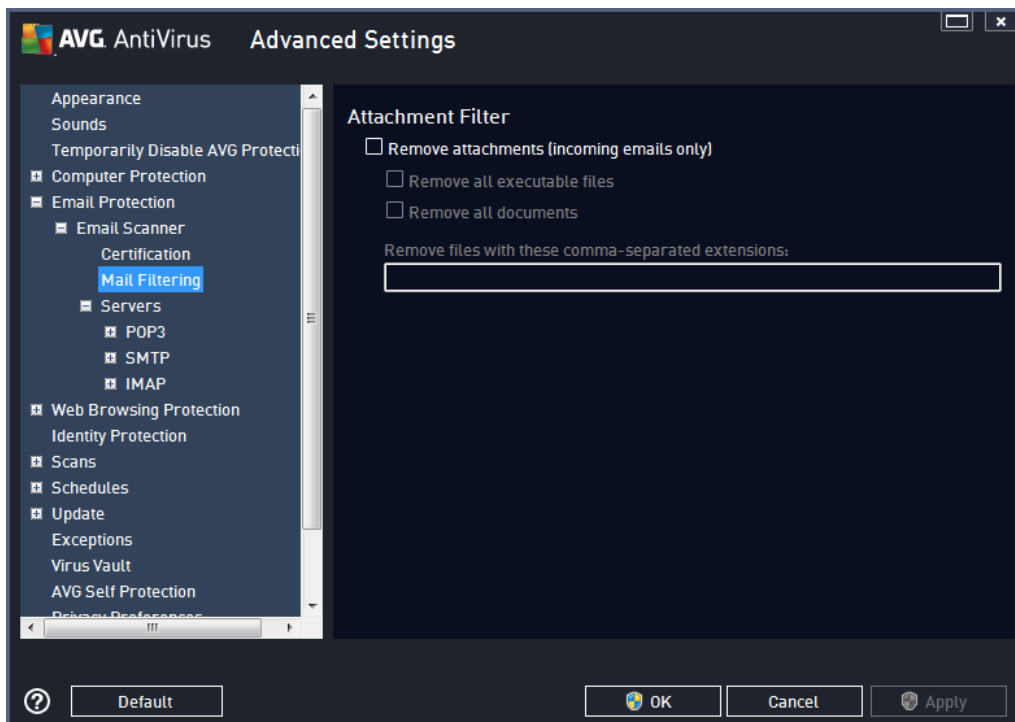 AVG AntiVirus Advanced Settings
Appearance
Sounds
Temporarily Disable AVG Protecti
Computer Protection
Email Protection
Email Scanner
Certification
Mail Filtering
Servers
POP3
SMTP
IMAP
Web Browsing Protection
Identity Protection
Scans
Schedules
Update
Exceptions
Virus Vault
AVG Self Protection
Privacy Preferences
Attachment Filter
Remove attachments (incoming emails only)
Remove all executable files
Remove all documents
Remove files with these comma-separated extensions:
? Default OK Cancel Apply